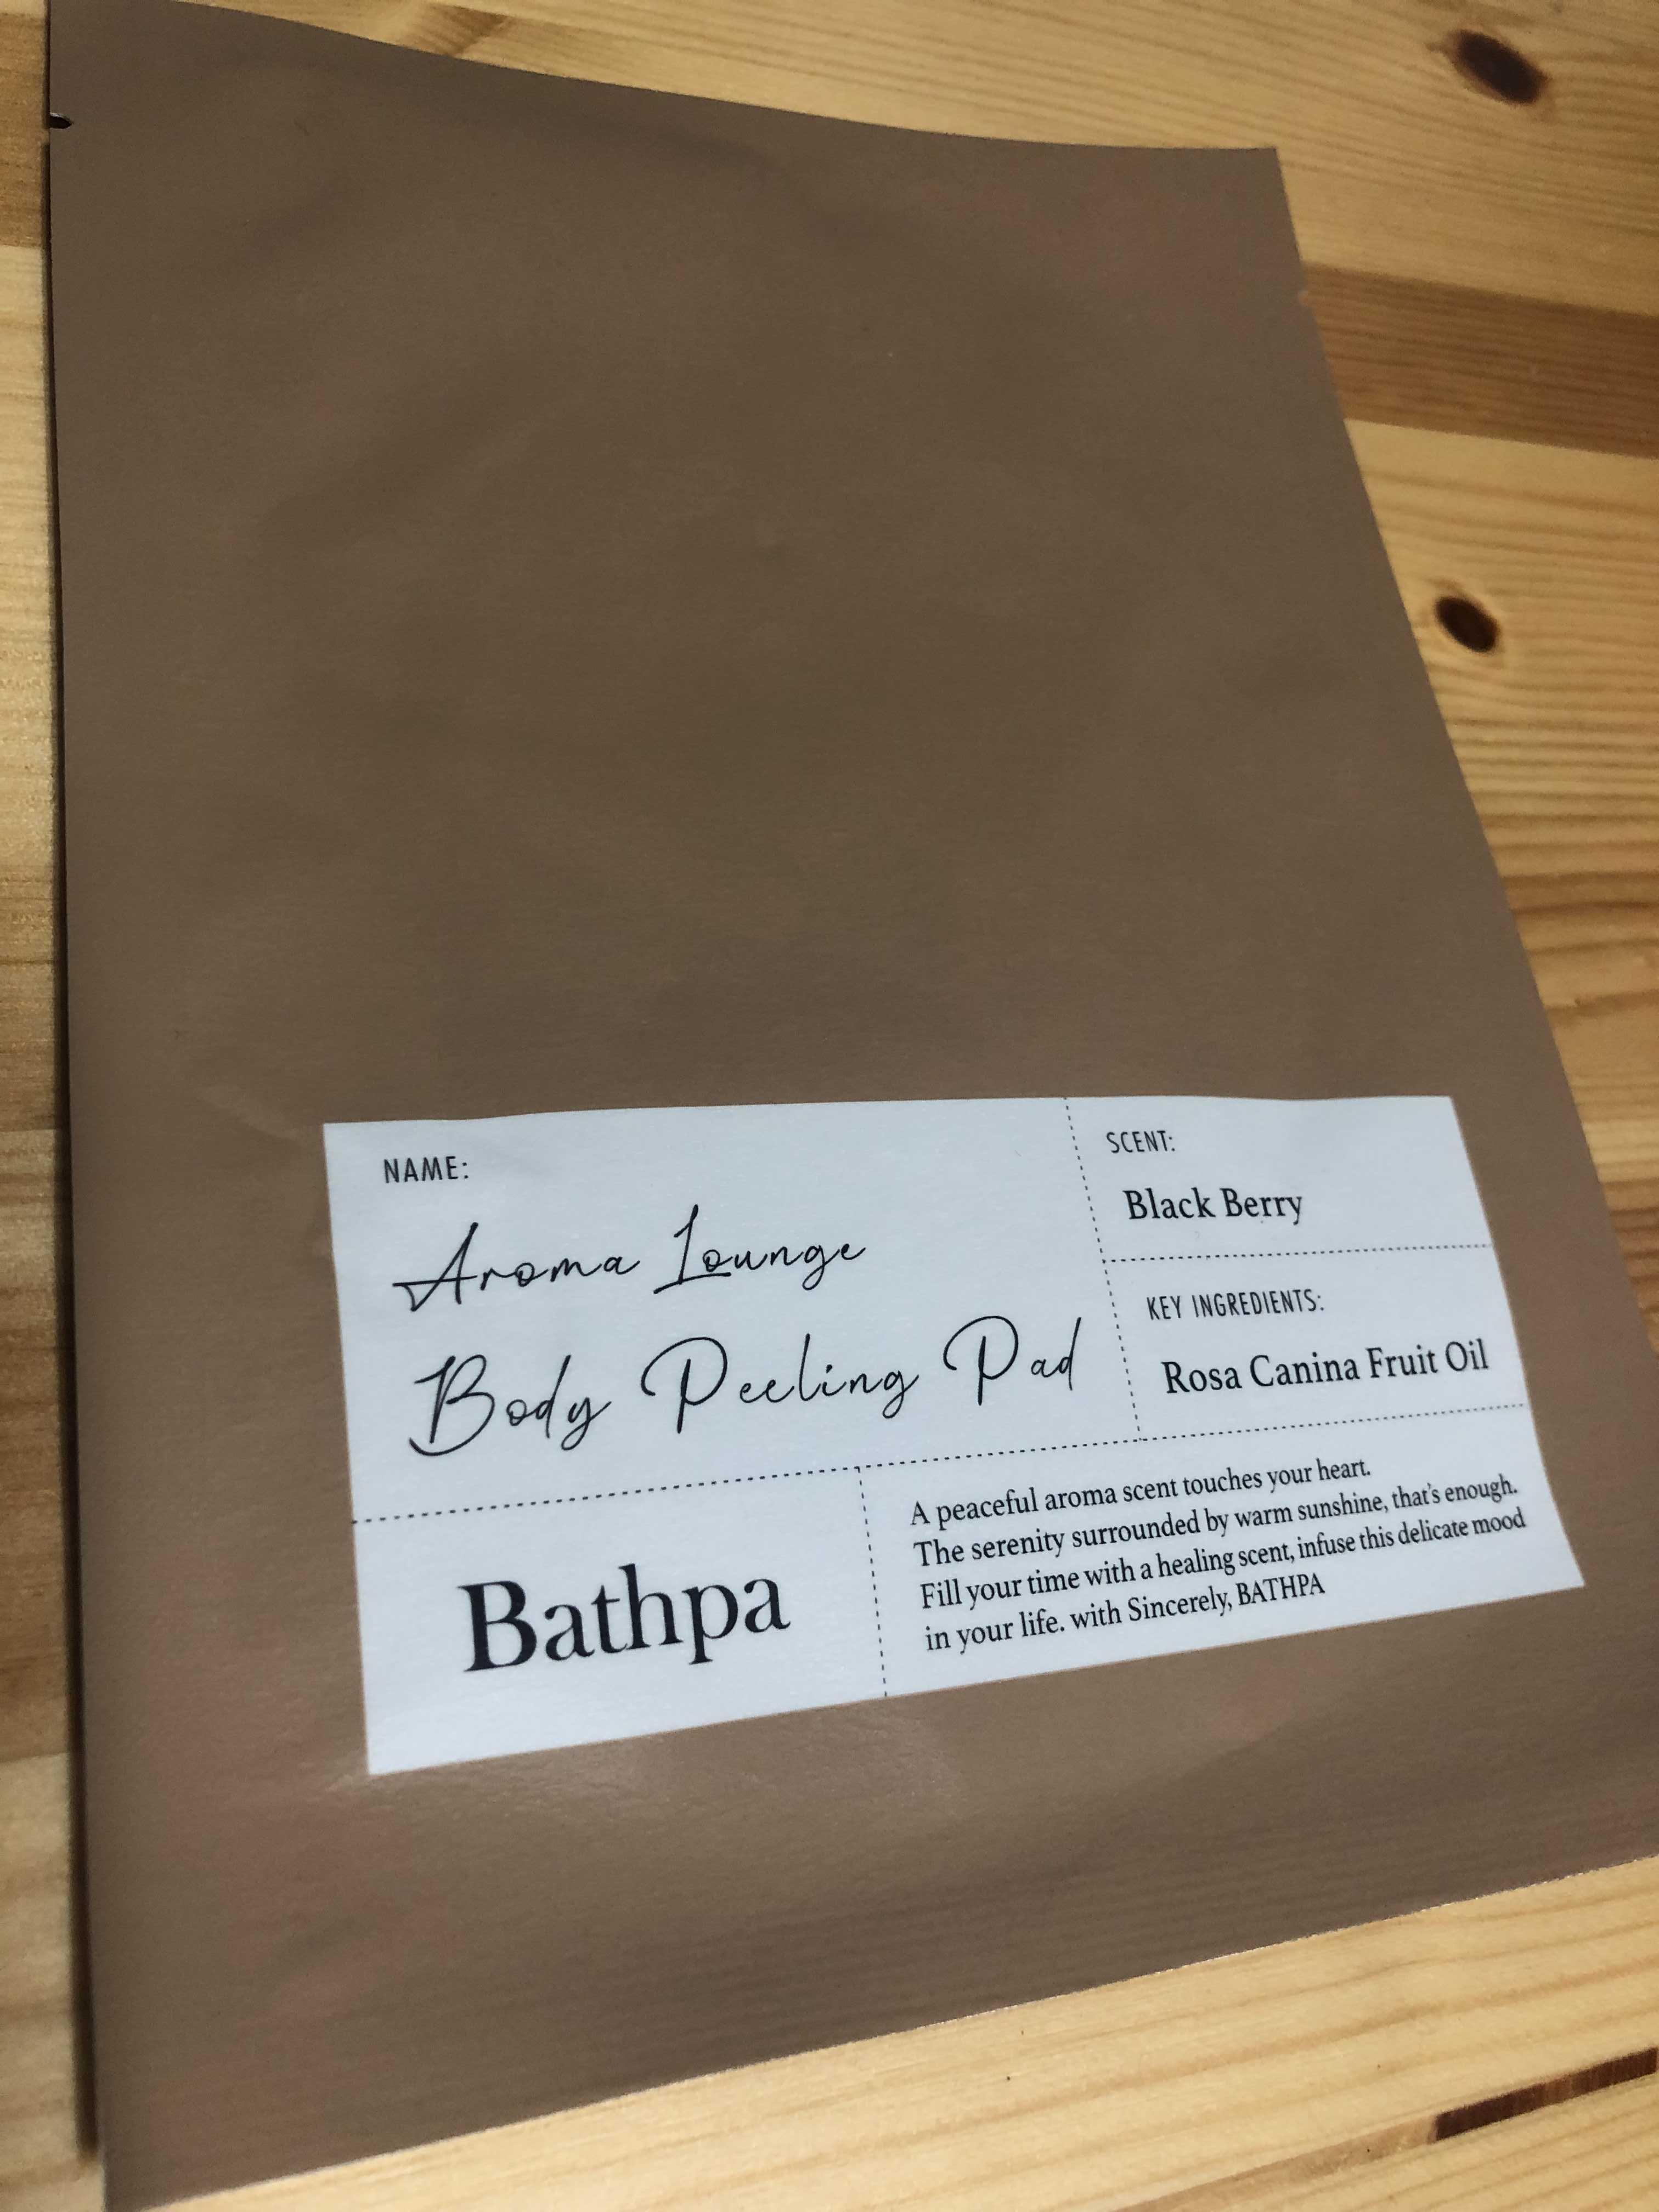 NAME:
Aroma Lounge
Body Peeling Pad
SCENT:
Black Berry
KEY INGREDIENTS:
Rosa Canina Fruit Oil
Bathpa
A peaceful aroma scent touches your heart.
The serenity surrounded by warm sunshine, that's enough.
Fill your time with a healing scent, infuse this delicate mood
in your life. with Sincerely, BATHPA